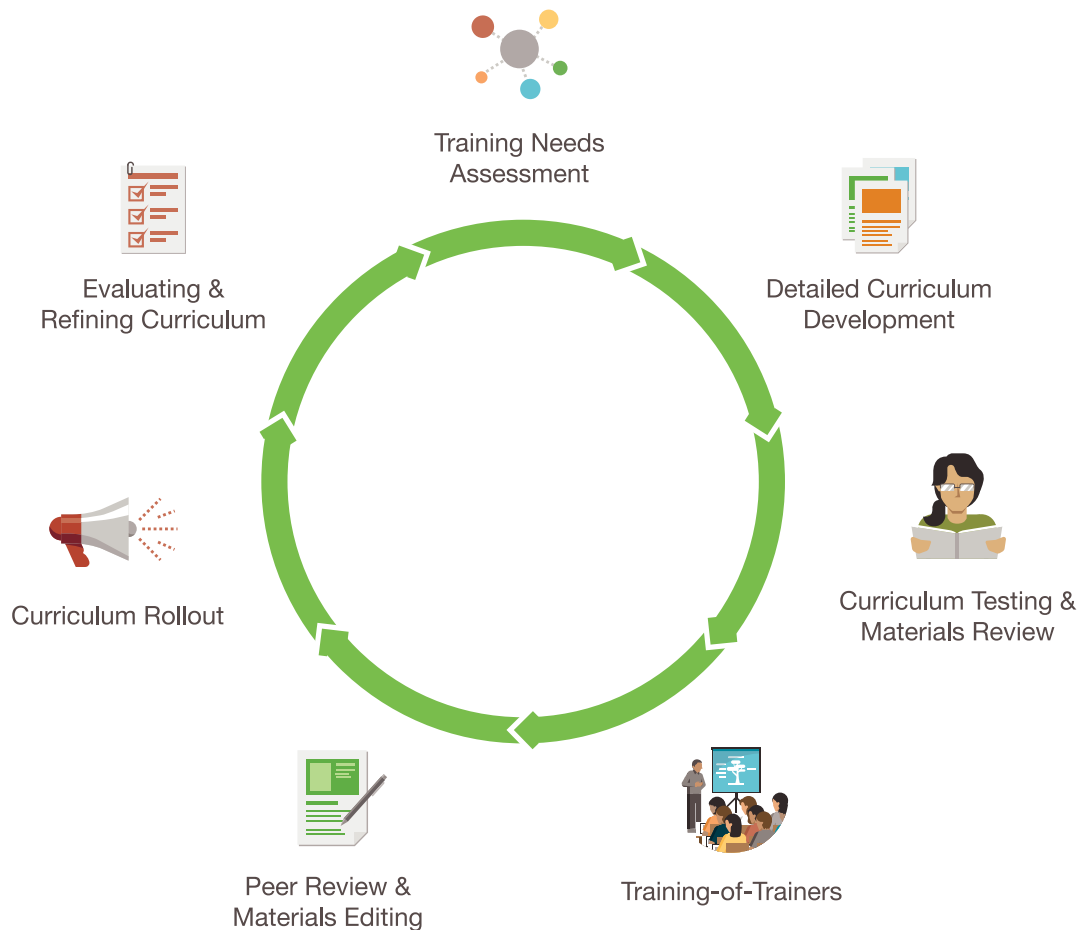 Training Needs
Assessment
Detailed Curriculum
Development
Curriculum Testing &
Materials Review
Training-of-Trainers
Peer Review &
Materials Editing
Curriculum Rollout
Evaluating &
Refining Curriculum